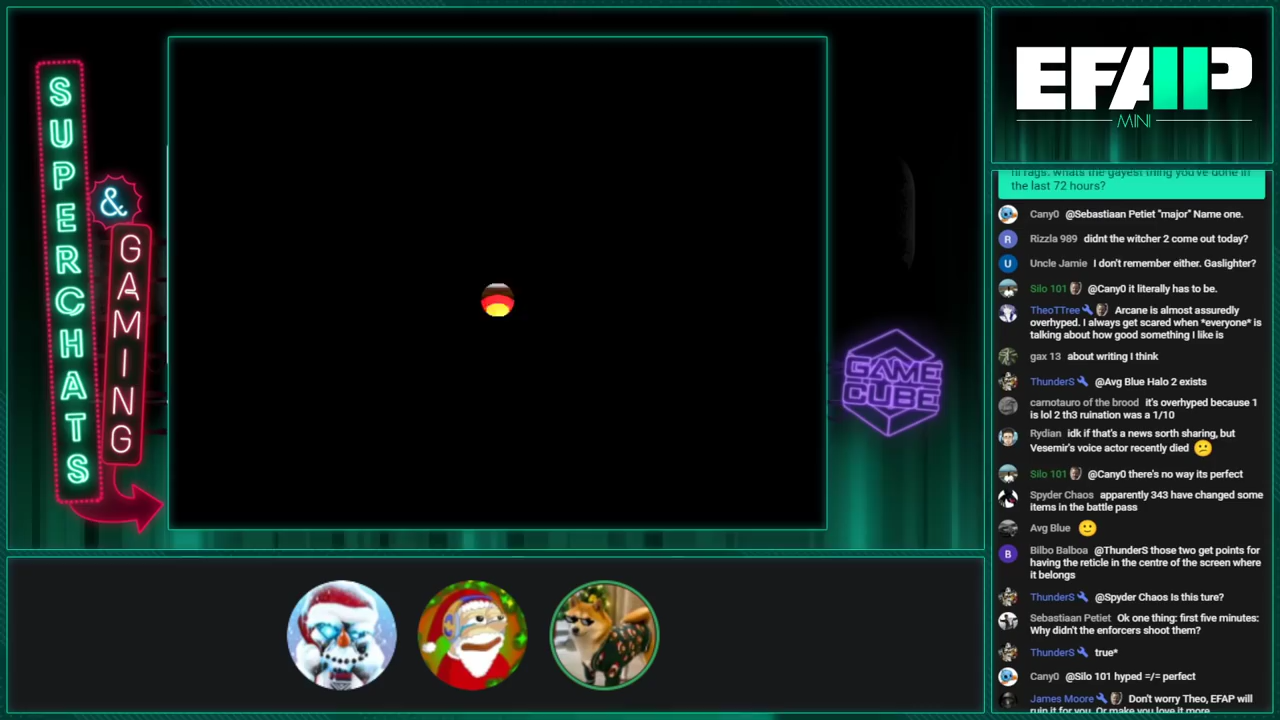 SUPERCHATS
&
GAMING
GAME
CUBE
EFAP
MINI
hi rags. whats the gayest thing you've done in
the last 72 hours?
Cany0 @Sebastiaan Petiet "major" Name one.
R Rizzla 989 didnt the witcher 2 come out today?
U Uncle Jamie I don't remember either. Gaslighter?
Silo 101 @Cany0 it literally has to be.
TheoTTree Arcane is almost assuredly
overhyped. I always get scared when *everyone* is
talking about how good something I like is
gax 13 about writing I think
ThunderS @Avg Blue Halo 2 exists
carnotauro of the brood it's overhyped because 1
is lol 2 th3 ruination was a 1/10
Rydian idk if that's a news sorth sharing, but
Vesemir's voice actor recently died
Silo 101 @Cany0 there's no way its perfect
Spyder Chaos apparently 343 have changed some
items in the battle pass
Avg Blue
B Bilbo Balboa @ThunderS those two get points for
having the reticle in the centre of the screen where
it belongs
ThunderS @Spyder Chaos Is this ture?
Sebastiaan Petiet Ok one thing: first five minutes:
Why didn't the enforcers shoot them?
ThunderS true*
Cany0 @Silo 101 hyped =/= perfect
James Moore Don't worry Theo, EFAP will
ruin it for you. Or make you love it more